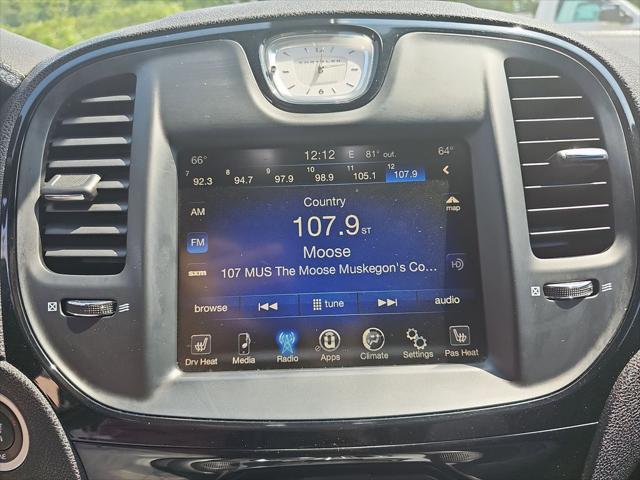 CHRYSLER
66° 12:12 E 81° out. 64°
7 8 9 10 11 12
92.3 94.7 97.9 98.9 105.1 107.9
AM
Country
map
FM
107.9 ST
Moose
sxm
107 MUS The Moose Muskegon's Co...
browse tune audio
Drv Heat Media Radio Apps Climate Settings Pas Heat